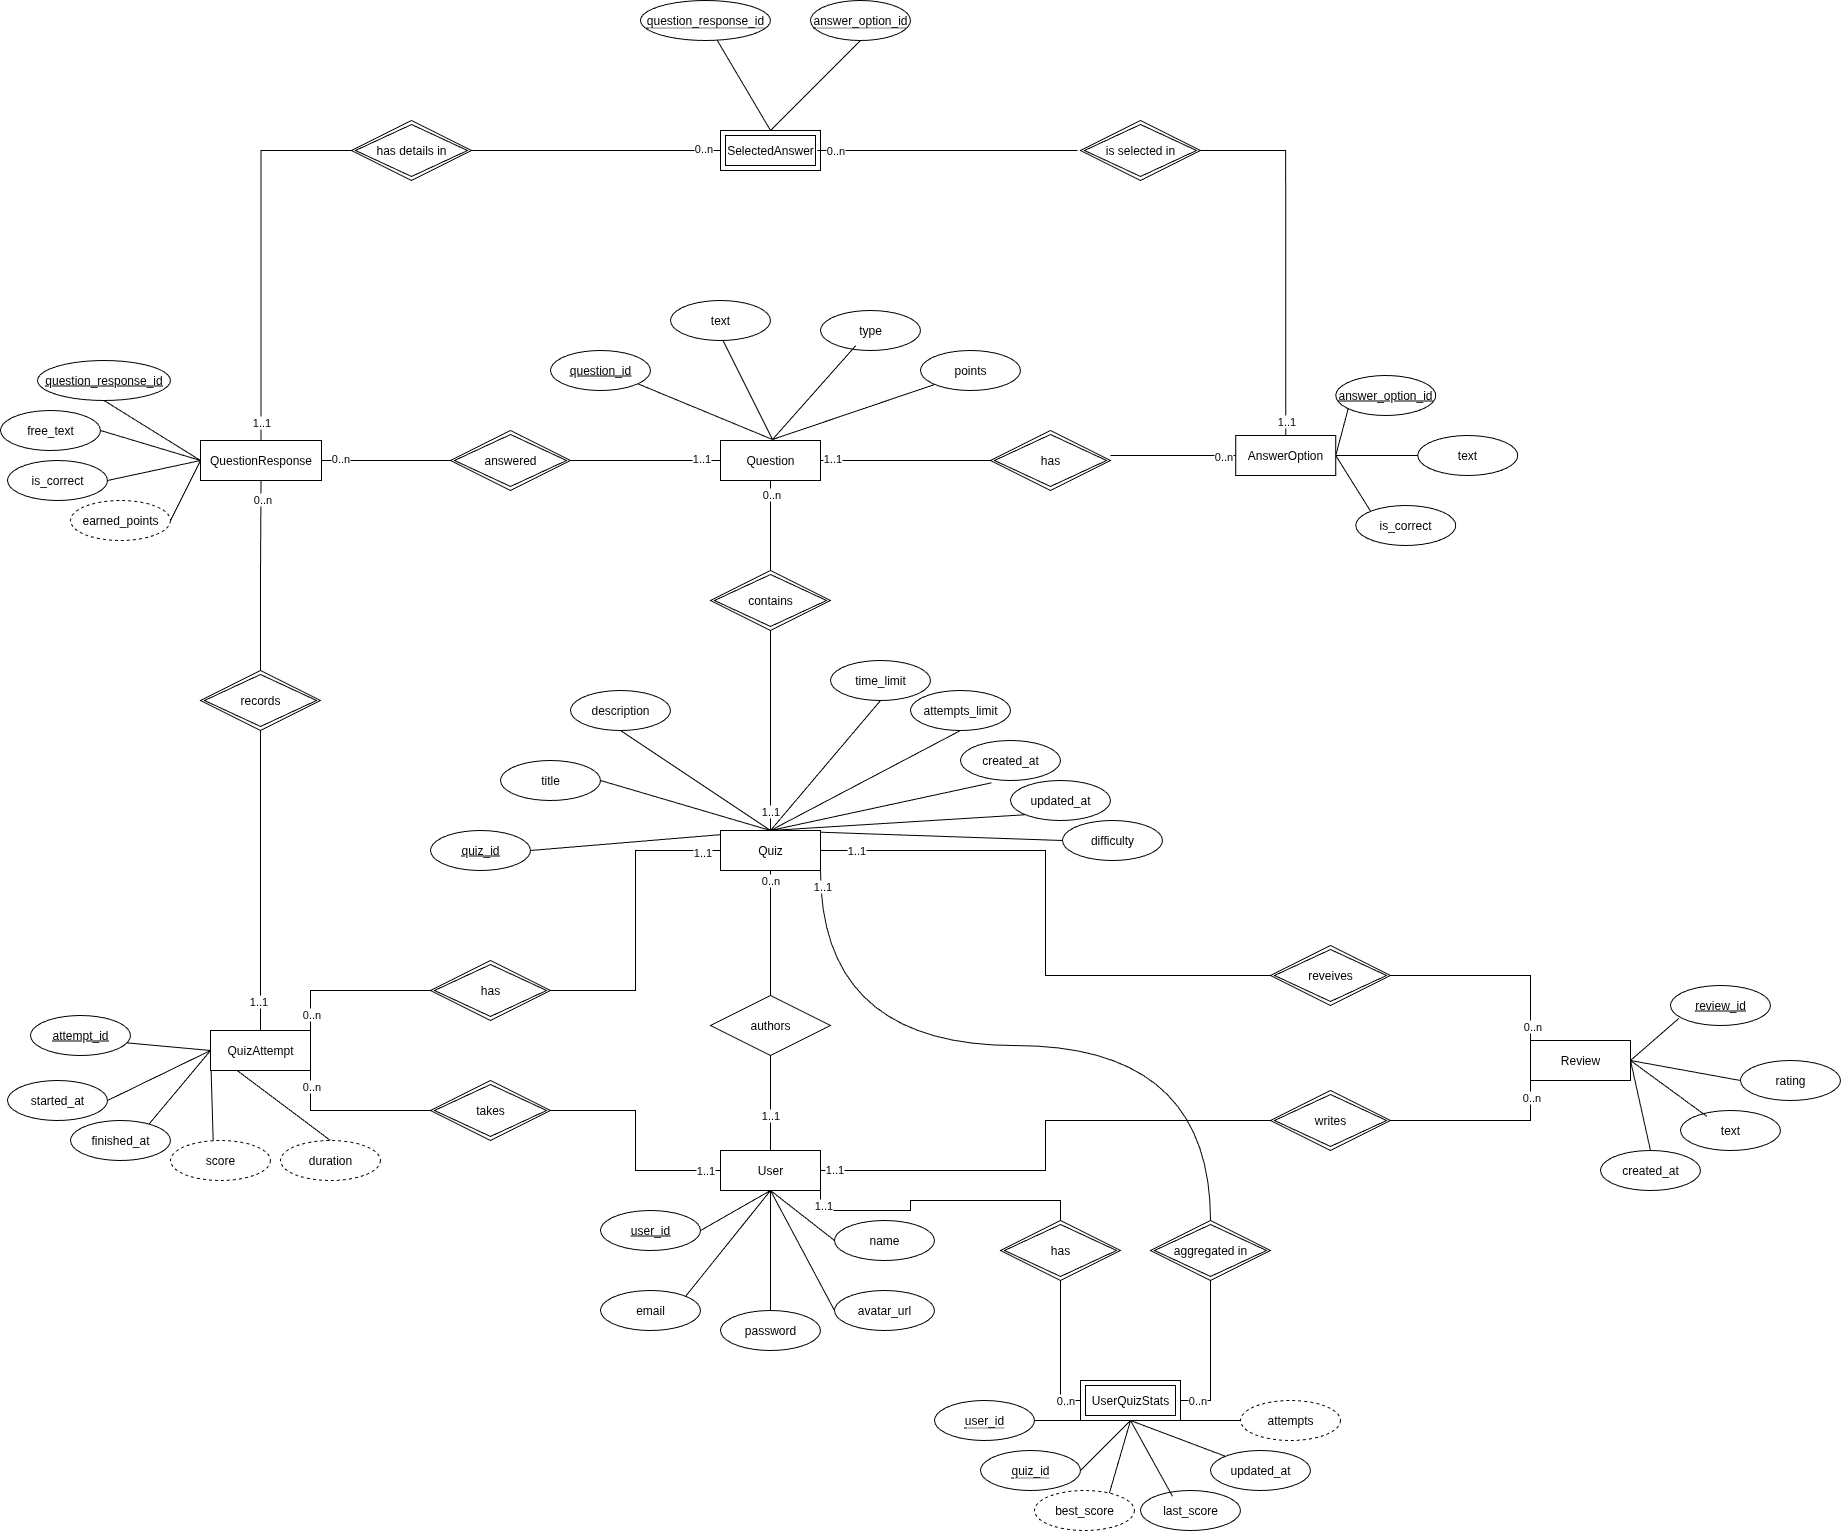 question_response_id
answer_option_id
has details in
0..n
SelectedAnswer
0..n
is selected in
text
type
question_id
points
question_response_id
free_text
is_correct
earned_points
1..1
QuestionResponse
0..n
answered
1..1
Question
1..1
has
0..n
AnswerOption
1..1
answer_option_id
text
is_correct
0..n
0..n
contains
records
time_limit
description
attempts_limit
created_at
title
updated_at
1..1
difficulty
quiz_id
1..1
Quiz
1..1
0..n
1..1
has
reveives
1..1
0..n
authors
review_id
0..n
attempt_id
QuizAttempt
Review
0..n
rating
started_at
0..n
takes
1..1
writes
finished_at
text
score
duration
1..1
User
1..1
created_at
1..1
user_id
name
has
aggregated in
email
avatar_url
password
0..n
UserQuizStats
0..n
user_id
attempts
quiz_id
updated_at
best_score
last_score